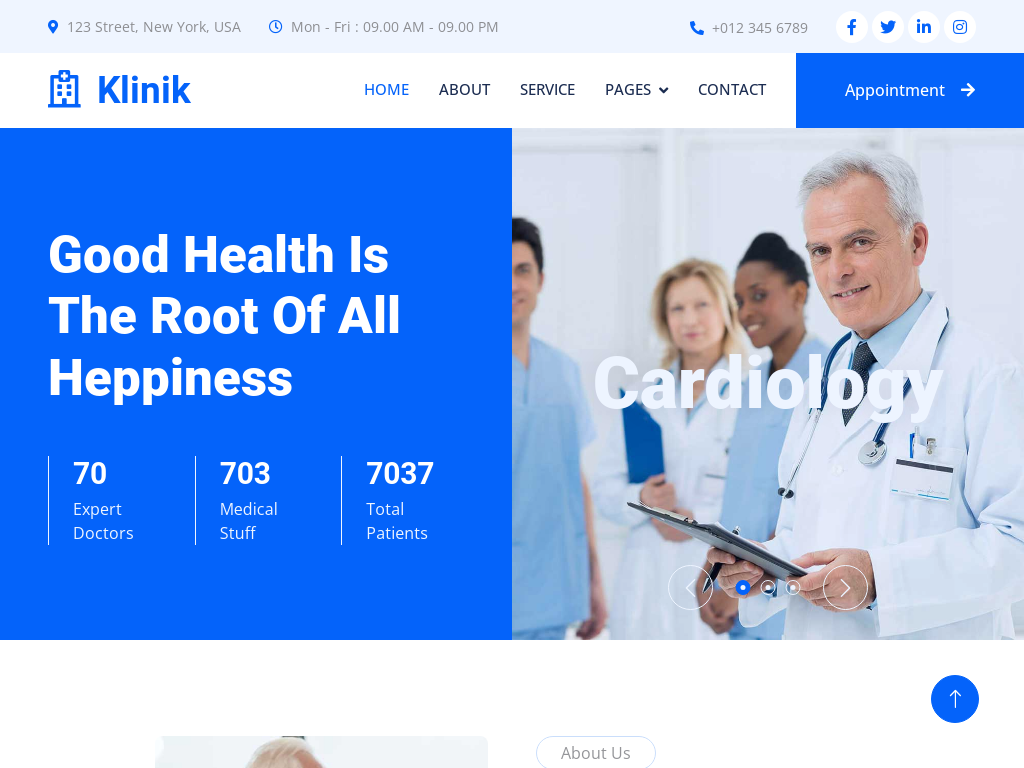 123 Street, New York, USA
Mon - Fri : 09.00 AM - 09.00 PM
+012 345 6789
Klinik
HOME
ABOUT
SERVICE
PAGES
CONTACT
Appointment
Good Health Is
The Root Of All
Heppiness
70
Expert
Doctors
703
Medical
Stuff
7037
Total
Patients
Cardiology
About Us